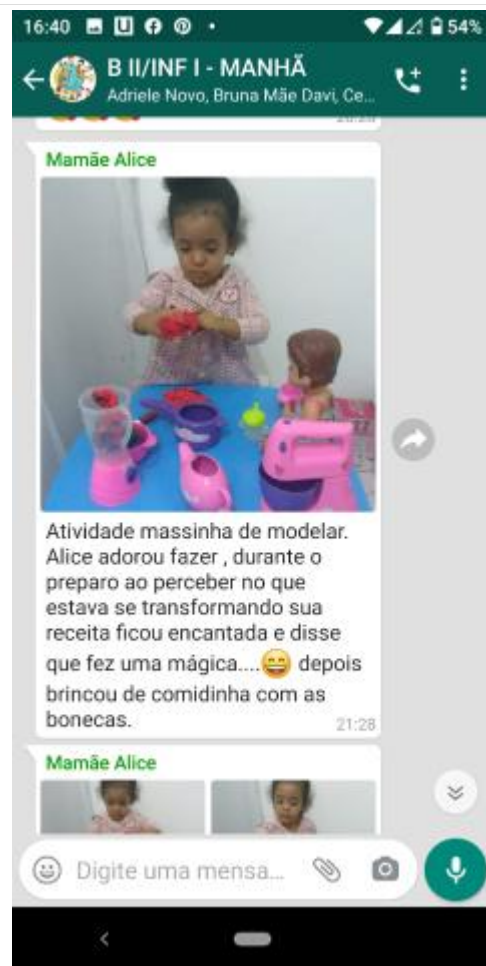 16:40 54%
B II/INF I - MANHÃ
Adriele Novo, Bruna Mãe Davi, Ce...
Mamãe Alice
Atividade massinha de modelar.
Alice adorou fazer , durante o
preparo ao perceber no que
estava se transformando sua
receita ficou encantada e disse
que fez uma mágica....😄 depois
brincou de comidinha com as
bonecas.
21:28
Mamãe Alice
Digite uma mensa...